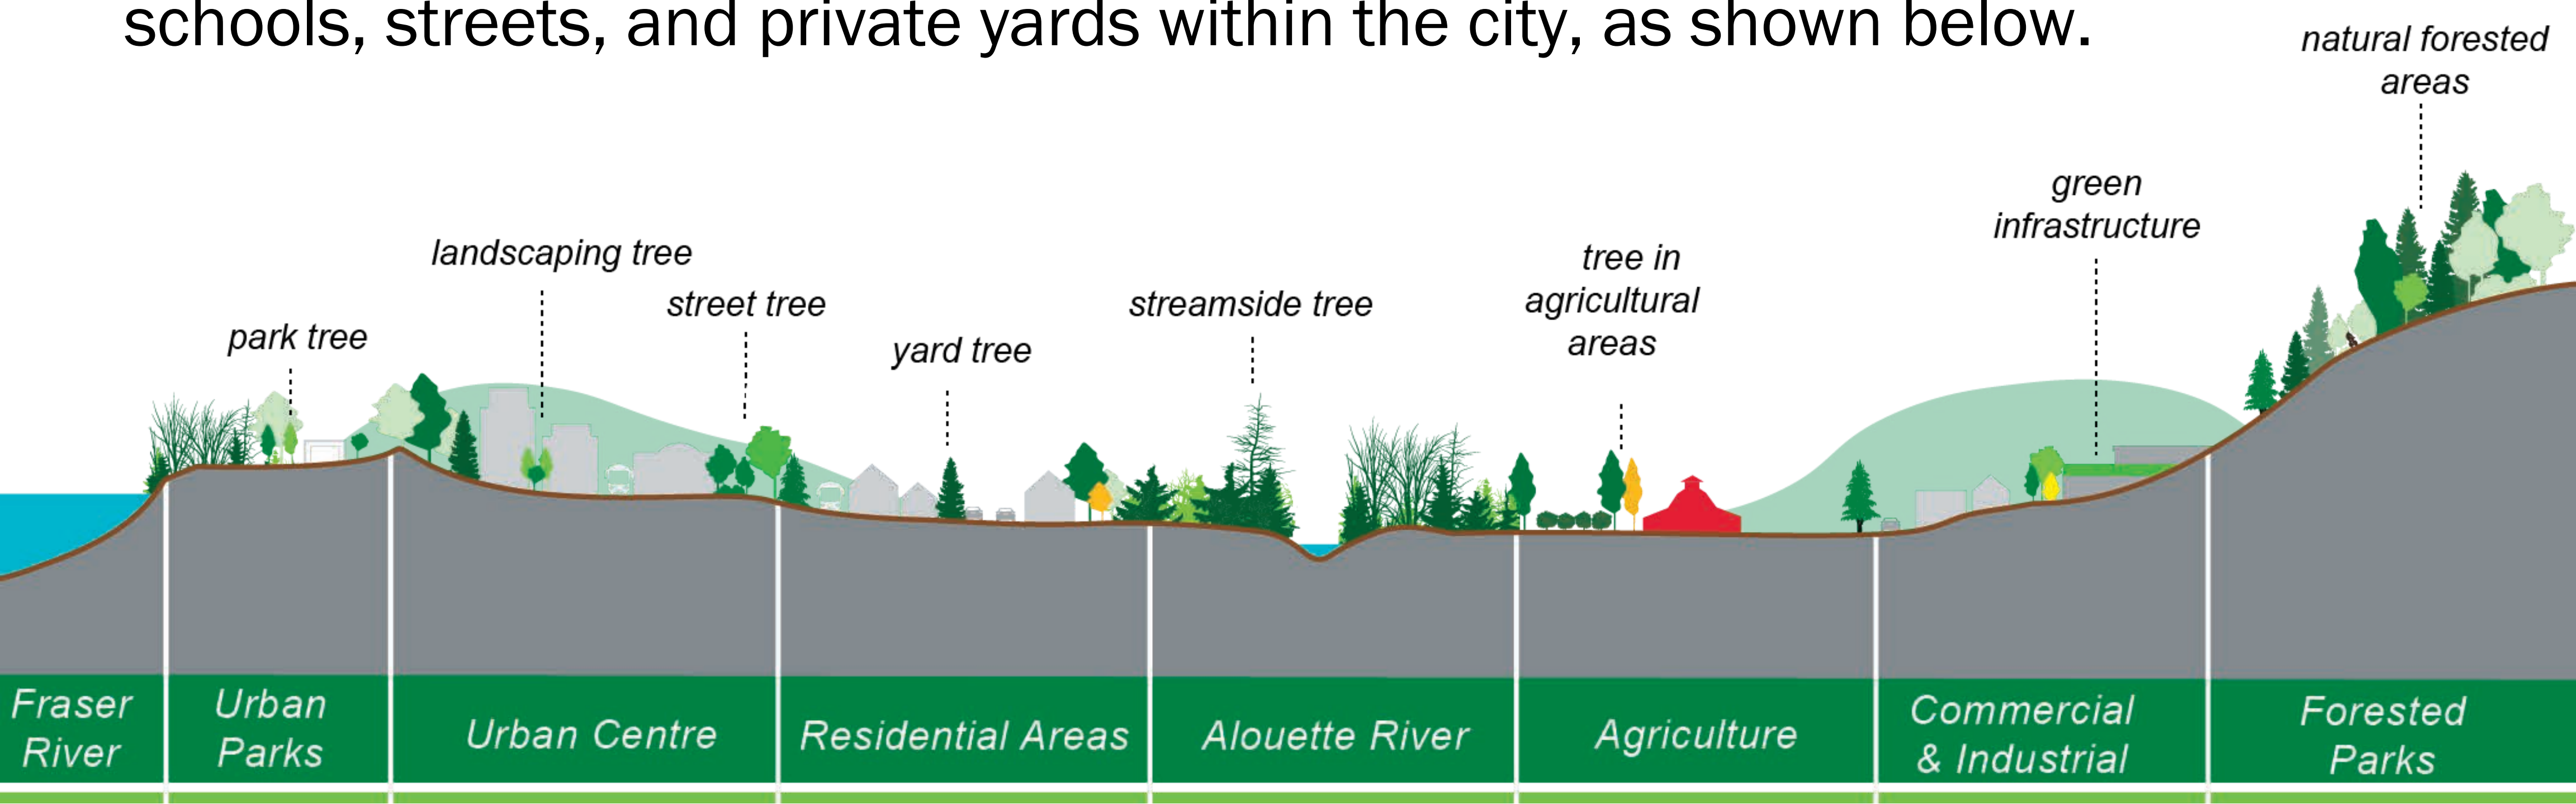 schools, streets, and private yards within the city, as shown below.
natural forested
areas
green
infrastructure
landscaping tree
tree in
agricultural
areas
street tree
streamside tree
park tree
yard tree
Fraser
River
Urban
Parks
Urban Centre
Residential Areas
Alouette River
Agriculture
Commercial
& Industrial
Forested
Parks